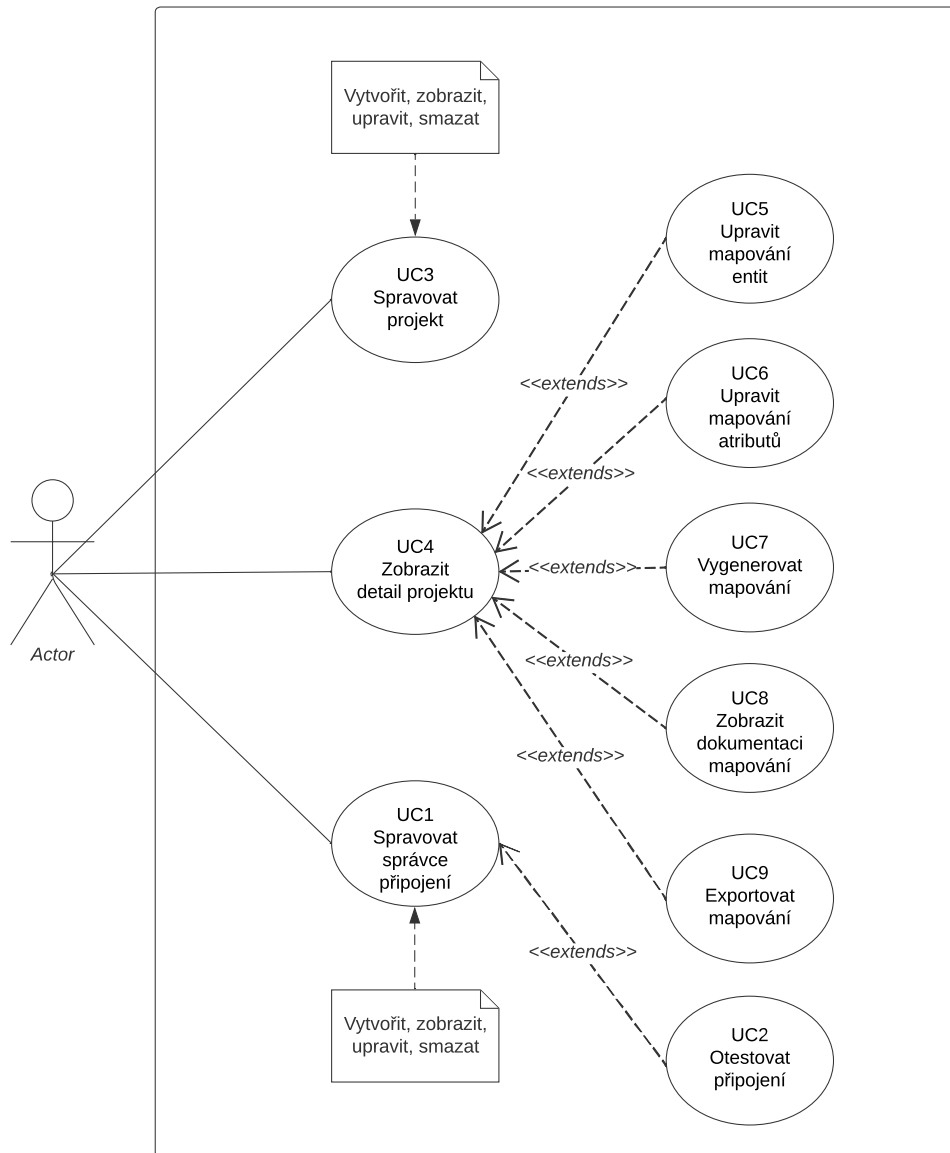 Vytvořit, zobrazit,
upravit, smazat
UC3
Spravovat
projekt
UC5
Upravit
mapování
entit
<<extends>>
UC6
Upravit
mapování
atributů
<<extends>>
Actor
UC4
Zobrazit
detail projektu
<<extends>>
UC7
Vygenerovat
mapování
<<extends>>
UC8
Zobrazit
dokumentaci
mapování
<<extends>>
UC1
Spravovat
správce
připojení
UC9
Exportovat
mapování
<<extends>>
Vytvořit, zobrazit,
upravit, smazat
UC2
Otestovat
připojení